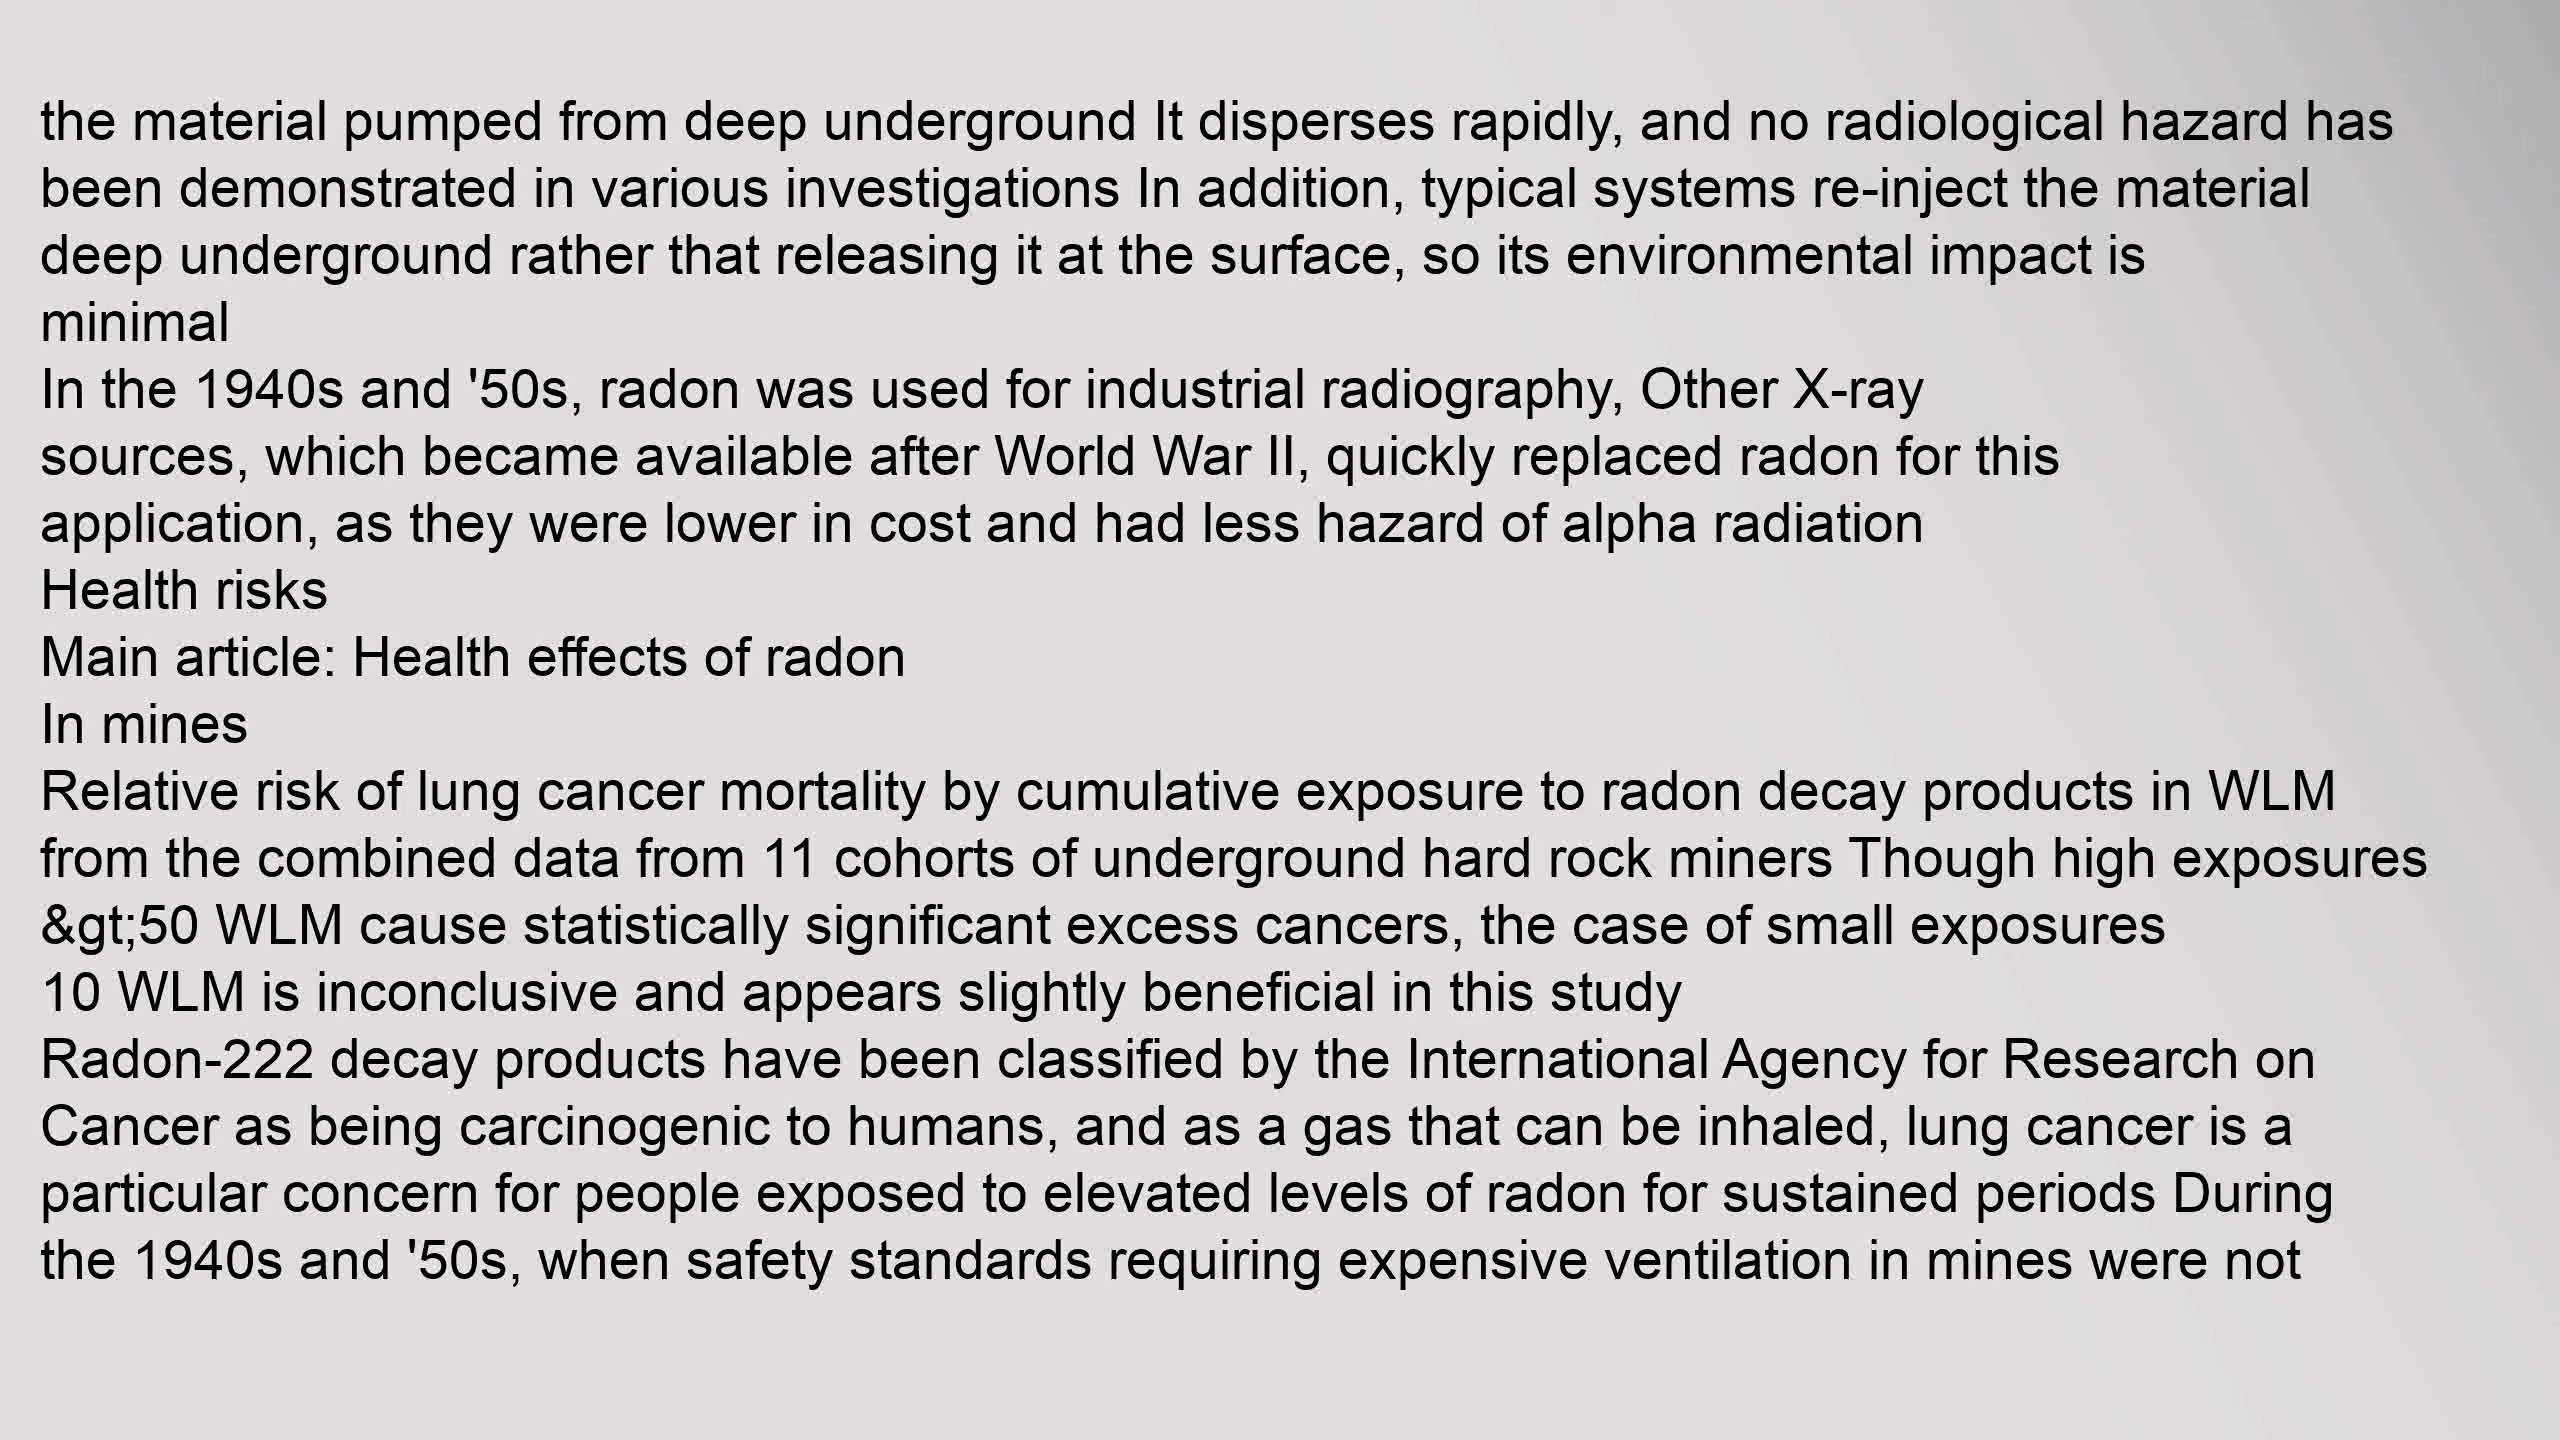 the material pumped from deep underground It disperses rapidly, and no radiological hazard has
been demonstrated in various investigations In addition, typical systems re-inject the material
deep underground rather that releasing it at the surface, so its environmental impact is
minimal
In the 1940s and '50s, radon was used for industrial radiography, Other X-ray
sources, which became available after World War II, quickly replaced radon for this
application, as they were lower in cost and had less hazard of alpha radiation
Health risks
Main article: Health effects of radon
In mines
Relative risk of lung cancer mortality by cumulative exposure to radon decay products in WLM
from the combined data from 11 cohorts of underground hard rock miners Though high exposures
&gt;50 WLM cause statistically significant excess cancers, the case of small exposures
10 WLM is inconclusive and appears slightly beneficial in this study
Radon-222 decay products have been classified by the International Agency for Research on
Cancer as being carcinogenic to humans, and as a gas that can be inhaled, lung cancer is a
particular concern for people exposed to elevated levels of radon for sustained periods During
the 1940s and '50s, when safety standards requiring expensive ventilation in mines were not